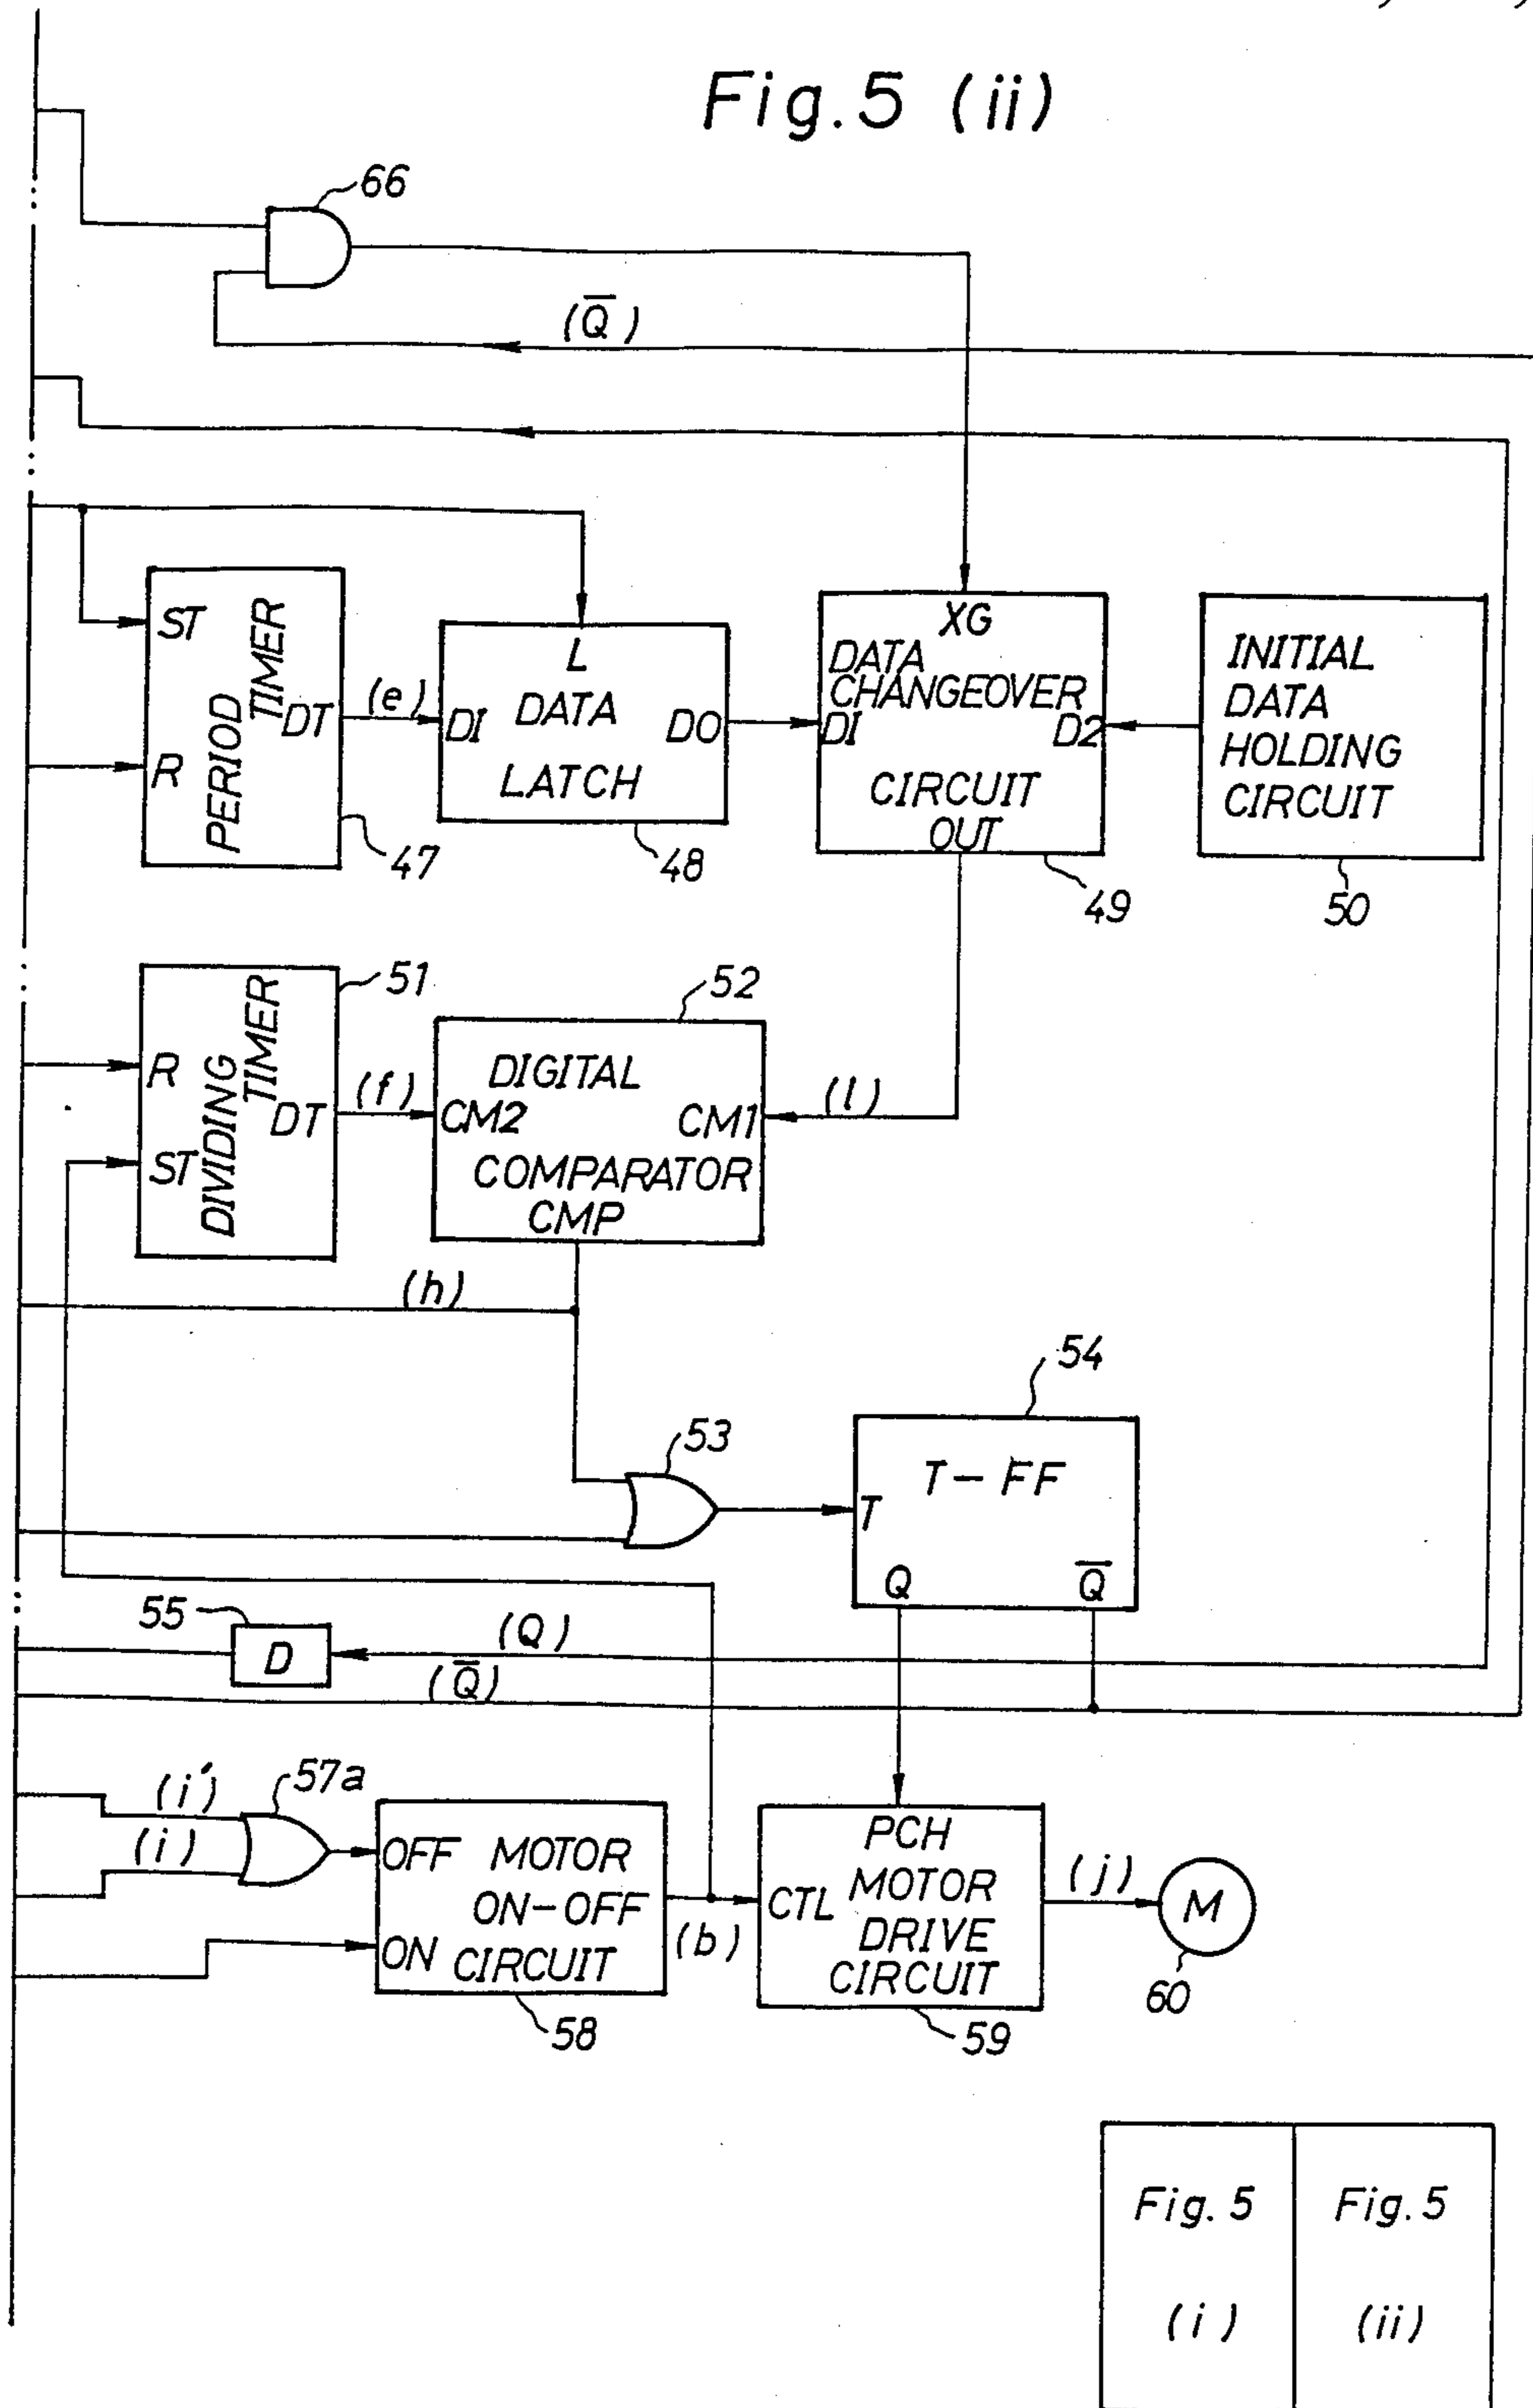 Fig. 5 (ii)
66
(Q̅)
ST
PERIOD
TIMER
DT
R
47
(e)
L
DI DATA DO
LATCH
48
XG
DATA
CHANGEOVER
DI D2
CIRCUIT
OUT
49
INITIAL
DATA
HOLDING
CIRCUIT
50
51
R
DIVIDING
TIMER
DT
ST
(f)
52
DIGITAL
CM2 CM1
COMPARATOR
CMP
(l)
(h)
53
54
T-FF
T
Q Q̅
55
D
(Q)
(Q̅)
(i')
(i)
57a
OFF MOTOR
ON-OFF
ON CIRCUIT
58
(b)
PCH
CTL MOTOR
DRIVE
CIRCUIT
59
(j)
M
60
Fig. 5
(i)
Fig. 5
(ii)